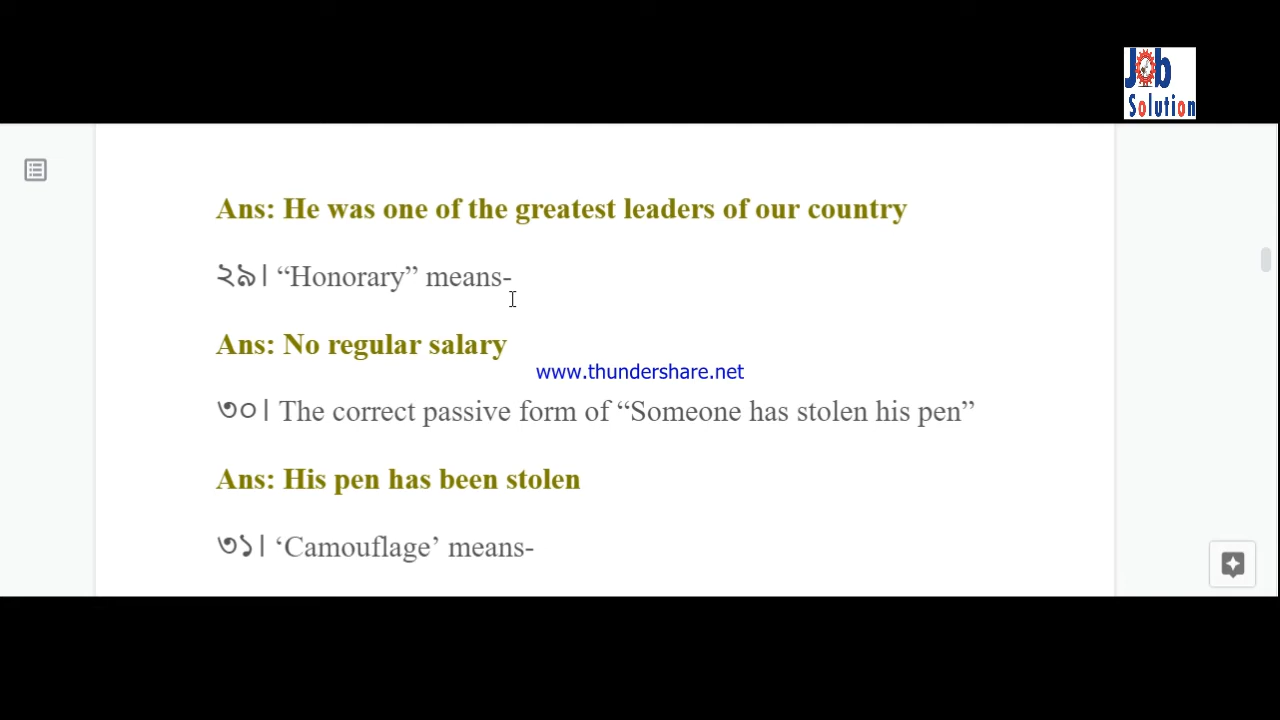 Job
Solution
Ans: He was one of the greatest leaders of our country
২৯। “Honorary” means-
Ans: No regular salary
www.thundershare.net
৩০। The correct passive form of “Someone has stolen his pen”
Ans: His pen has been stolen
৩১। ‘Camouflage’ means-